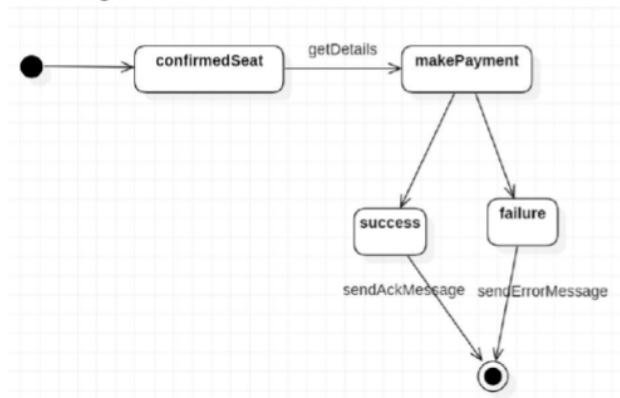 confirmedSeat
getDetails
makePayment
success
failure
sendAckMessage
sendErrorMessage